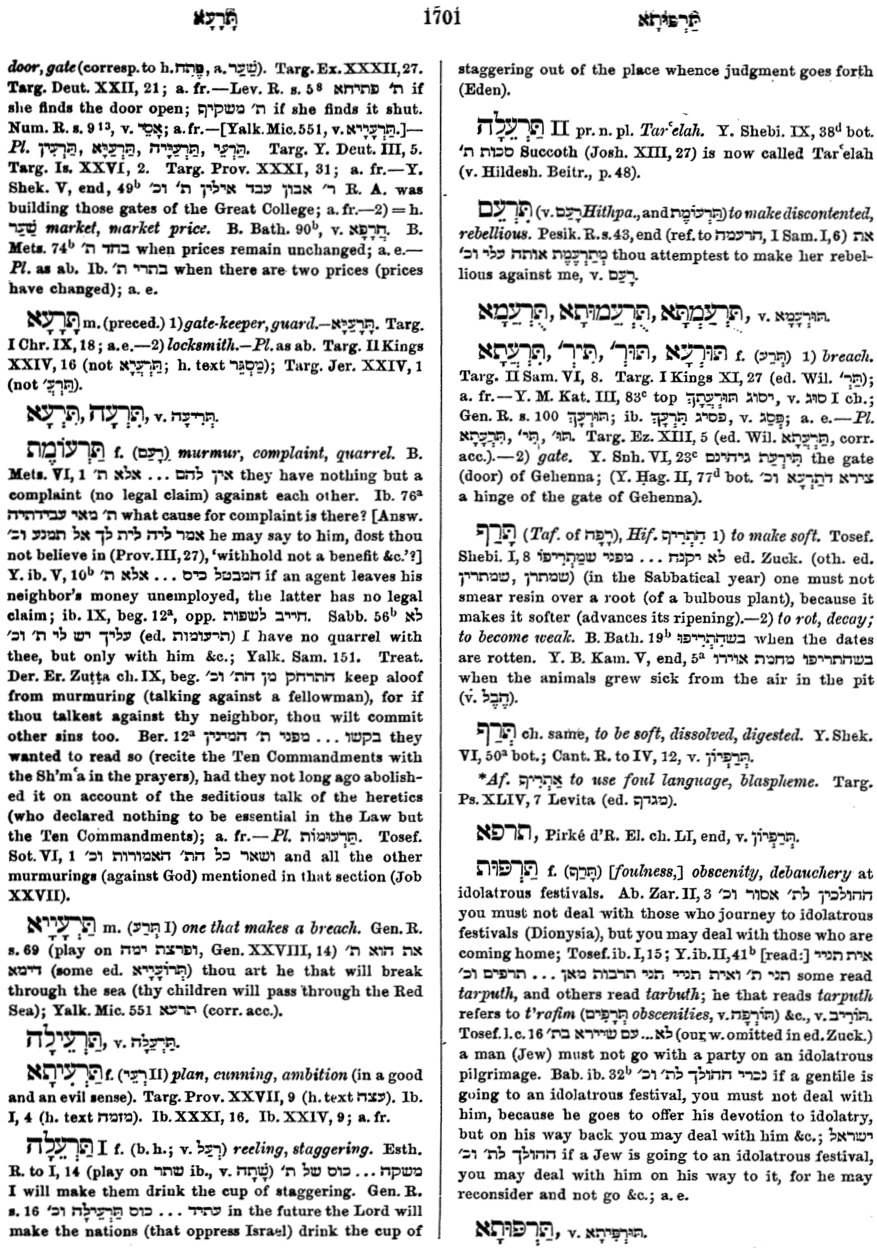 תַּרְעָא 1701 תַּרְפּוּתָא
door, gate (corresp. to h. פֶּתַח, a. שַׁעַר). Targ. Ex. XXXII, 27.
Targ. Deut. XXII, 21; a. fr.—Lev. R. s. 5⁸ ת' פתיחא if
she finds the door open; ת' משקיף if she finds it shut.
Num. R. s. 9¹³, v. אֲסֵי; a. fr.—[Yalk. Mic. 551, v. תַּרְעָיָיא.]—
Pl. תַּרְעֵי, תַּרְעַיָּיה, תַּרְעַיָּא, תַּרְעִין. Targ. Y. Deut. III, 5.
Targ. Is. XXVI, 2. Targ. Prov. XXXI, 31; a. fr.—Y.
Shek. V, end, 49ᵇ ר' אבון עבד אילין ת' וכ' R. A. was
building those gates of the Great College; a. fr.—2) = h.
שַׁעַר market, market price. B. Bath. 90ᵇ, v. חֲרָפָא. B.
Mets. 74ᵇ בחד ת' when prices remain unchanged; a. e.—
Pl. as ab. Ib. בתרי ת' when there are two prices (prices
have changed); a. e.
תָּרָעָא m. (preced.) 1) gate-keeper, guard.—תָּרָעַיָּא. Targ.
I Chr. IX, 18; a. e.—2) locksmith.—Pl. as ab. Targ. II Kings
XXIV, 16 (not תַּרְעַיָּא; h. text מַסְגֵּר); Targ. Jer. XXIV, 1
(not תַּרְעַ').
תַּרְעָא, תַּרְעָה, v. תְּרִיעָה.
תַּרְעוֹמֶת f. (רָעַם) murmur, complaint, quarrel. B.
Mets. VI, 1 אין להם ... אלא ת' they have nothing but a
complaint (no legal claim) against each other. Ib. 76ᵃ
ת' מאי עבידתיה what cause for complaint is there? [Answ.
אמר ליה לית לך אל תמנע וכ' he may say to him, dost thou
not believe in (Prov. III, 27), 'withhold not a benefit &c.'?]
Y. ib. V, 10ᵇ המבטל כיס ... אלא ת' if an agent leaves his
neighbor's money unemployed, the latter has no legal
claim; ib. IX, beg. 12ᵃ, opp. חייב לשפות. Sabb. 56ᵇ לא
עליך יש לי ת' וכ' (ed. תרעומות) I have no quarrel with
thee, but only with him &c.; Yalk. Sam. 151. Treat.
Der. Er. Zuṭṭa ch. IX, beg. התרחק מן הת' וכ' keep aloof
from murmuring (talking against a fellowman), for if
thou talkest against thy neighbor, thou wilt commit
other sins too. Ber. 12ᵃ בקשו ... מפני ת' המינין they
wanted to read so (recite the Ten Commandments with
the Sh'mʿa in the prayers), had they not long ago abolish-
ed it on account of the seditious talk of the heretics
(who declared nothing to be essential in the Law but
the Ten Commandments); a. fr.—Pl. תַּרְעוּמוֹת. Tosef.
Sot. VI, 1 ושאר כל הת' האמורות וכ' and all the other
murmurings (against God) mentioned in that section (Job
XXVII).
תַּרְעָיָיא m. (תְּרַע I) one that makes a breach. Gen. R.
s. 69 (play on ופרצת ימה, Gen. XXVIII, 14) את הוא ת'
דימא (some ed. תְּרוֹעָיָיא) thou art he that will break
through the sea (thy children will pass through the Red
Sea); Yalk. Mic. 551 תרעא (corr. acc.).
תַּרְעֵילָה, v. תַּרְעֵלָה.
תַּרְעִיתָא f. (רְעֵי II) plan, cunning, ambition (in a good
and an evil sense). Targ. Prov. XXVII, 9 (h. text עצה). Ib.
I, 4 (h. text מזמה). Ib. XXXI, 16. Ib. XXIV, 9; a. fr.
תַּרְעֵלָה I f. (b. h.; v. רָעַל) reeling, staggering. Esth.
R. to I, 14 (play on שתר ib., v. שָׁתָה) משקה ... כוס של ת'
I will make them drink the cup of staggering. Gen. R.
s. 16 עתיד ... כוס תַּרְעֵילָה וכ' in the future the Lord will
make the nations (that oppress Israel) drink the cup of
staggering out of the place whence judgment goes forth
(Eden).
תַּרְעֵלָה II pr. n. pl. Tarʿelah. Y. Shebi. IX, 38ᵈ bot.
סכות ת' Succoth (Josh. XIII, 27) is now called Tarʿelah
(v. Hildesh. Beitr., p. 48).
תִּרְעֵם (v. רָעַם Hithpa., and תַּרְעוֹמֶת) to make discontented,
rebellious. Pesik. R. s. 43, end (ref. to הרעמה, I Sam. I, 6) את
מְתַרְעֶמֶת אותה עלי וכ' thou attemptest to make her rebel-
lious against me, v. רָעַם.
תַּרְעֲמָא, תֻּרְעֵמוּתָא, תֻּרְעַמְתָּא, v. תּוּרְעֲמָא.
תְּרַעְתָּא, תִּירְ', תּוּרְ', תּוּרְעָא f. (תְּרַע) 1) breach.
Targ. II Sam. VI, 8. Targ. I Kings XI, 27 (ed. Wil. תַּרְ');
a. fr.—Y. M. Kat. III, 83ᶜ top יסוג תּוּרְעֲתָךְ, v. סוּג I ch.;
Gen. R. s. 100 תּוּרְעָךְ; ib. פסיג תַּרְעָךְ, v. פְּסַג; a. e.—Pl.
תַּרְעָתָא, תִּי', תּוּ'. Targ. Ez. XIII, 5 (ed. Wil. תַּרְעֲתָא, corr.
acc.).—2) gate. Y. Snh. VI, 23ᶜ תִּירְעַת גיהינם the gate
(door) of Gehenna; (Y. Ḥag. II, 77ᵈ bot. צירא דתַרְעָא וכ'
a hinge of the gate of Gehenna).
תָּרַף (Taf. of רָפָה), Hif. הִתְרִיף 1) to make soft. Tosef.
Shebi. I, 8 לא יקנח ... מפני שמַתְרִיפוֹ ed. Zuck. (oth. ed.
שמתרן, שמתרין) (in the Sabbatical year) one must not
smear resin over a root (of a bulbous plant), because it
makes it softer (advances its ripening).—2) to rot, decay;
to become weak. B. Bath. 19ᵇ בשהִתְרִיפו when the dates
are rotten. Y. B. Kam. V, end, 5ᵃ בשהתריפו מחמת אוירו
when the animals grew sick from the air in the pit
(v. הֶבֶל).
תְּרַף ch. same, to be soft, dissolved, digested. Y. Shek.
VI, 50ᵃ bot.; Cant. R. to IV, 12, v. תְּרַפְיוֹן.
*Af. אַתְרִיף to use foul language, blaspheme. Targ.
Ps. XLIV, 7 Levita (ed. מגדף).
תרפא, Pirké d'R. El. ch. LI, end, v. תְּרַפְיוֹן.
תַּרְפּוּת f. (תָּרַף) [foulness,] obscenity, debauchery at
idolatrous festivals. Ab. Zar. II, 3 ההולכין לת' אסור וכ'
you must not deal with those who journey to idolatrous
festivals (Dionysia), but you may deal with those who are
coming home; Tosef. ib. I, 15; Y. ib. II, 41ᵇ [read:] אית תניי
תני ת' ואית תניי תני תרבות מאן ... תרפים וכ' some read
tarputh, and others read tarbuth; he that reads tarputh
refers to t'rafim (תְּרָפִים obscenities, v. תּוֹרְפָּה) &c., v. תּוֹרִיב.
Tosef. l. c. 16 לא ... עם שיירא בת' (our w. omitted in ed. Zuck.)
a man (Jew) must not go with a party on an idolatrous
pilgrimage. Bab. ib. 32ᵇ נכרי ההולך לת' וכ' if a gentile is
going to an idolatrous festival, you must not deal with
him, because he goes to offer his devotion to idolatry,
but on his way back you may deal with him &c.; ישראל
ההולך לת' וכ' if a Jew is going to an idolatrous festival,
you may deal with him on his way to it, for he may
reconsider and not go &c.; a. e.
תַּרְפּוּתָא, v. תּוּרְפִּיתָא.